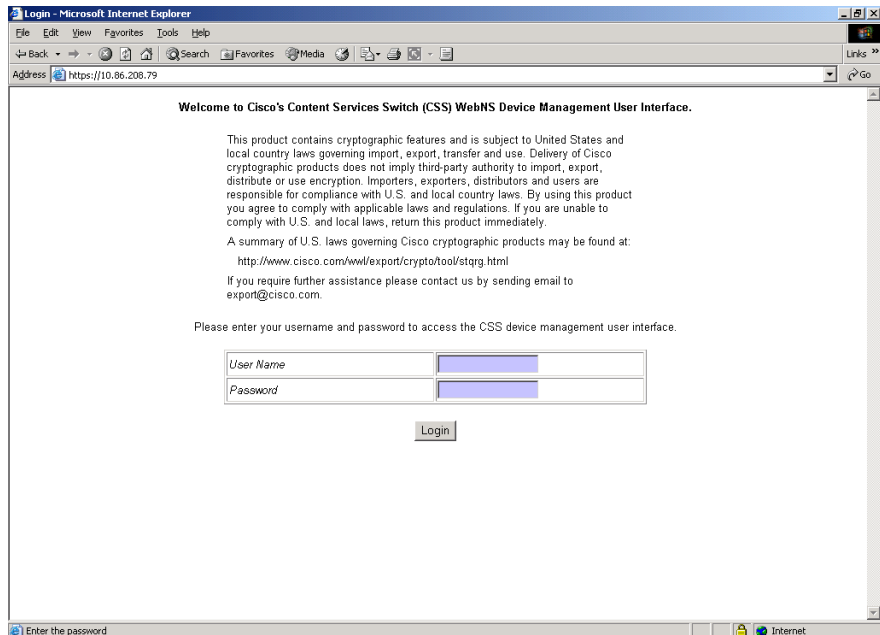 Login - Microsoft Internet Explorer
File Edit View Favorites Tools Help
Back Search Favorites Media Links »
Address https://10.86.208.79 Go
Welcome to Cisco's Content Services Switch (CSS) WebNS Device Management User Interface.
This product contains cryptographic features and is subject to United States and
local country laws governing import, export, transfer and use. Delivery of Cisco
cryptographic products does not imply third-party authority to import, export,
distribute or use encryption. Importers, exporters, distributors and users are
responsible for compliance with U.S. and local country laws. By using this product
you agree to comply with applicable laws and regulations. If you are unable to
comply with U.S. and local laws, return this product immediately.
A summary of U.S. laws governing Cisco cryptographic products may be found at:
http://www.cisco.com/wwl/export/crypto/tool/stqrg.html
If you require further assistance please contact us by sending email to
export@cisco.com.
Please enter your username and password to access the CSS device management user interface.
User Name
Password
Login
Enter the password Internet